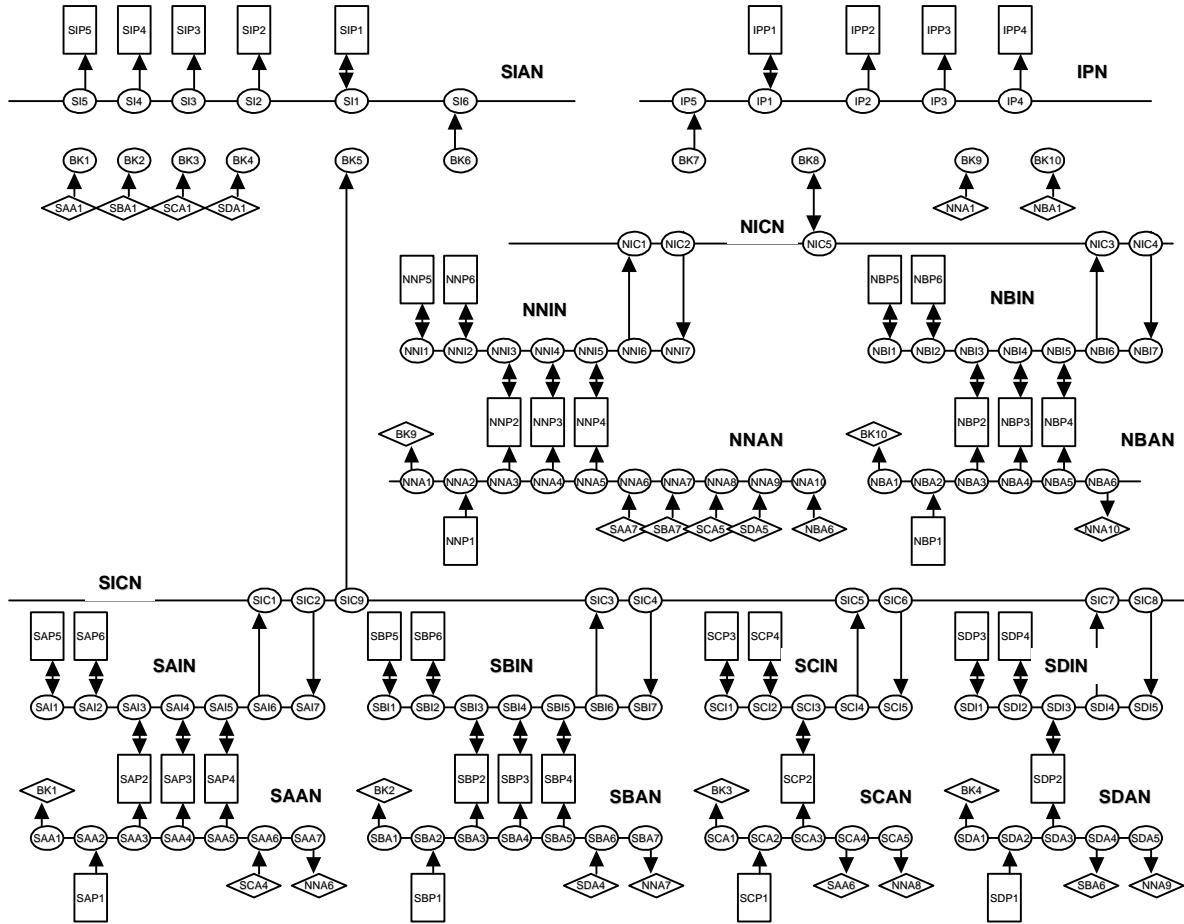 SIP5 SIP4 SIP3 SIP2 SIP1 IPP1 IPP2 IPP3 IPP4
SIAN IPN
SI5 SI4 SI3 SI2 SI1 SI6 IP5 IP1 IP2 IP3 IP4
BK1 BK2 BK3 BK4 BK5 BK6 BK7 BK8 BK9 BK10
SAA1 SBA1 SCA1 SDA1 NNA1 NBA1
NICN
NIC1 NIC2 NIC5 NIC3 NIC4
NNP5 NNP6 NBP5 NBP6
NNIN NBIN
NNI1 NNI2 NNI3 NNI4 NNI5 NNI6 NNI7 NBI1 NBI2 NBI3 NBI4 NBI5 NBI6 NBI7
NNP2 NNP3 NNP4 NBP2 NBP3 NBP4
BK9 NNAN BK10 NBAN
NNA1 NNA2 NNA3 NNA4 NNA5 NNA6 NNA7 NNA8 NNA9 NNA10 NBA1 NBA2 NBA3 NBA4 NBA5 NBA6
SAA7 SBA7 SCA5 SDA5 NBA6 NNA10
NNP1 NBP1
SICN
SIC1 SIC2 SIC9 SIC3 SIC4 SIC5 SIC6 SIC7 SIC8
SAP5 SAP6 SBP5 SBP6 SCP3 SCP4 SDP3 SDP4
SAIN SBIN SCIN SDIN
SAI1 SAI2 SAI3 SAI4 SAI5 SAI6 SAI7 SBI1 SBI2 SBI3 SBI4 SBI5 SBI6 SBI7 SCI1 SCI2 SCI3 SCI4 SCI5 SDI1 SDI2 SDI3 SDI4 SDI5
SAP2 SAP3 SAP4 SBP2 SBP3 SBP4 SCP2 SDP2
BK1 SAAN BK2 SBAN BK3 SCAN BK4 SDAN
SAA1 SAA2 SAA3 SAA4 SAA5 SAA6 SAA7 SBA1 SBA2 SBA3 SBA4 SBA5 SBA6 SBA7 SCA1 SCA2 SCA3 SCA4 SCA5 SDA1 SDA2 SDA3 SDA4 SDA5
SCA4 NNA6 SDA4 NNA7 SAA6 NNA8 SBA6 NNA9
SAP1 SBP1 SCP1 SDP1